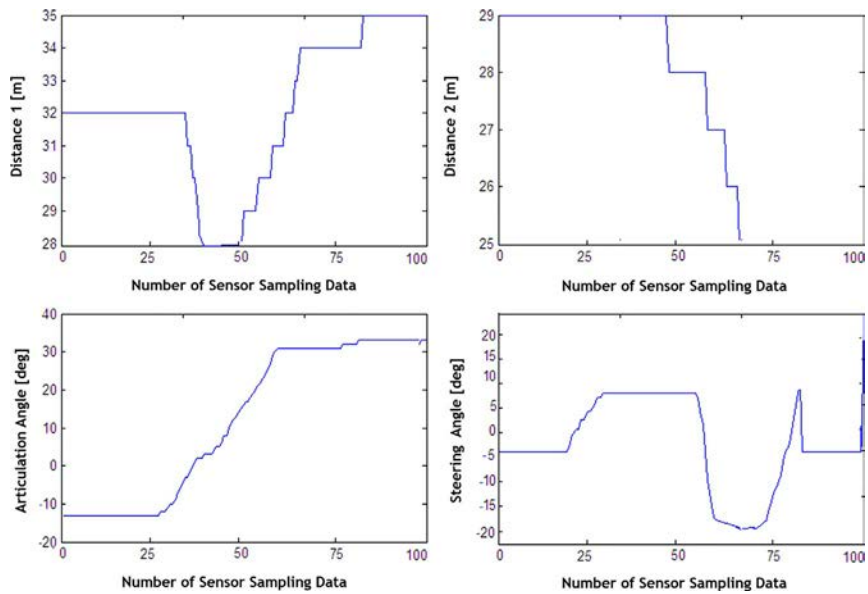 35
34
33
32
31
30
29
28
Distance 1 [m]
0 25 50 75 100
Number of Sensor Sampling Data
29
28
27
26
25
Distance 2 [m]
0 25 50 75 100
Number of Sensor Sampling Data
40
30
20
10
0
-10
-20
Articulation Angle [deg]
0 25 50 75 100
Number of Sensor Sampling Data
20
15
10
5
0
-5
-10
-15
-20
Steering Angle [deg]
0 25 50 75 100
Number of Sensor Sampling Data